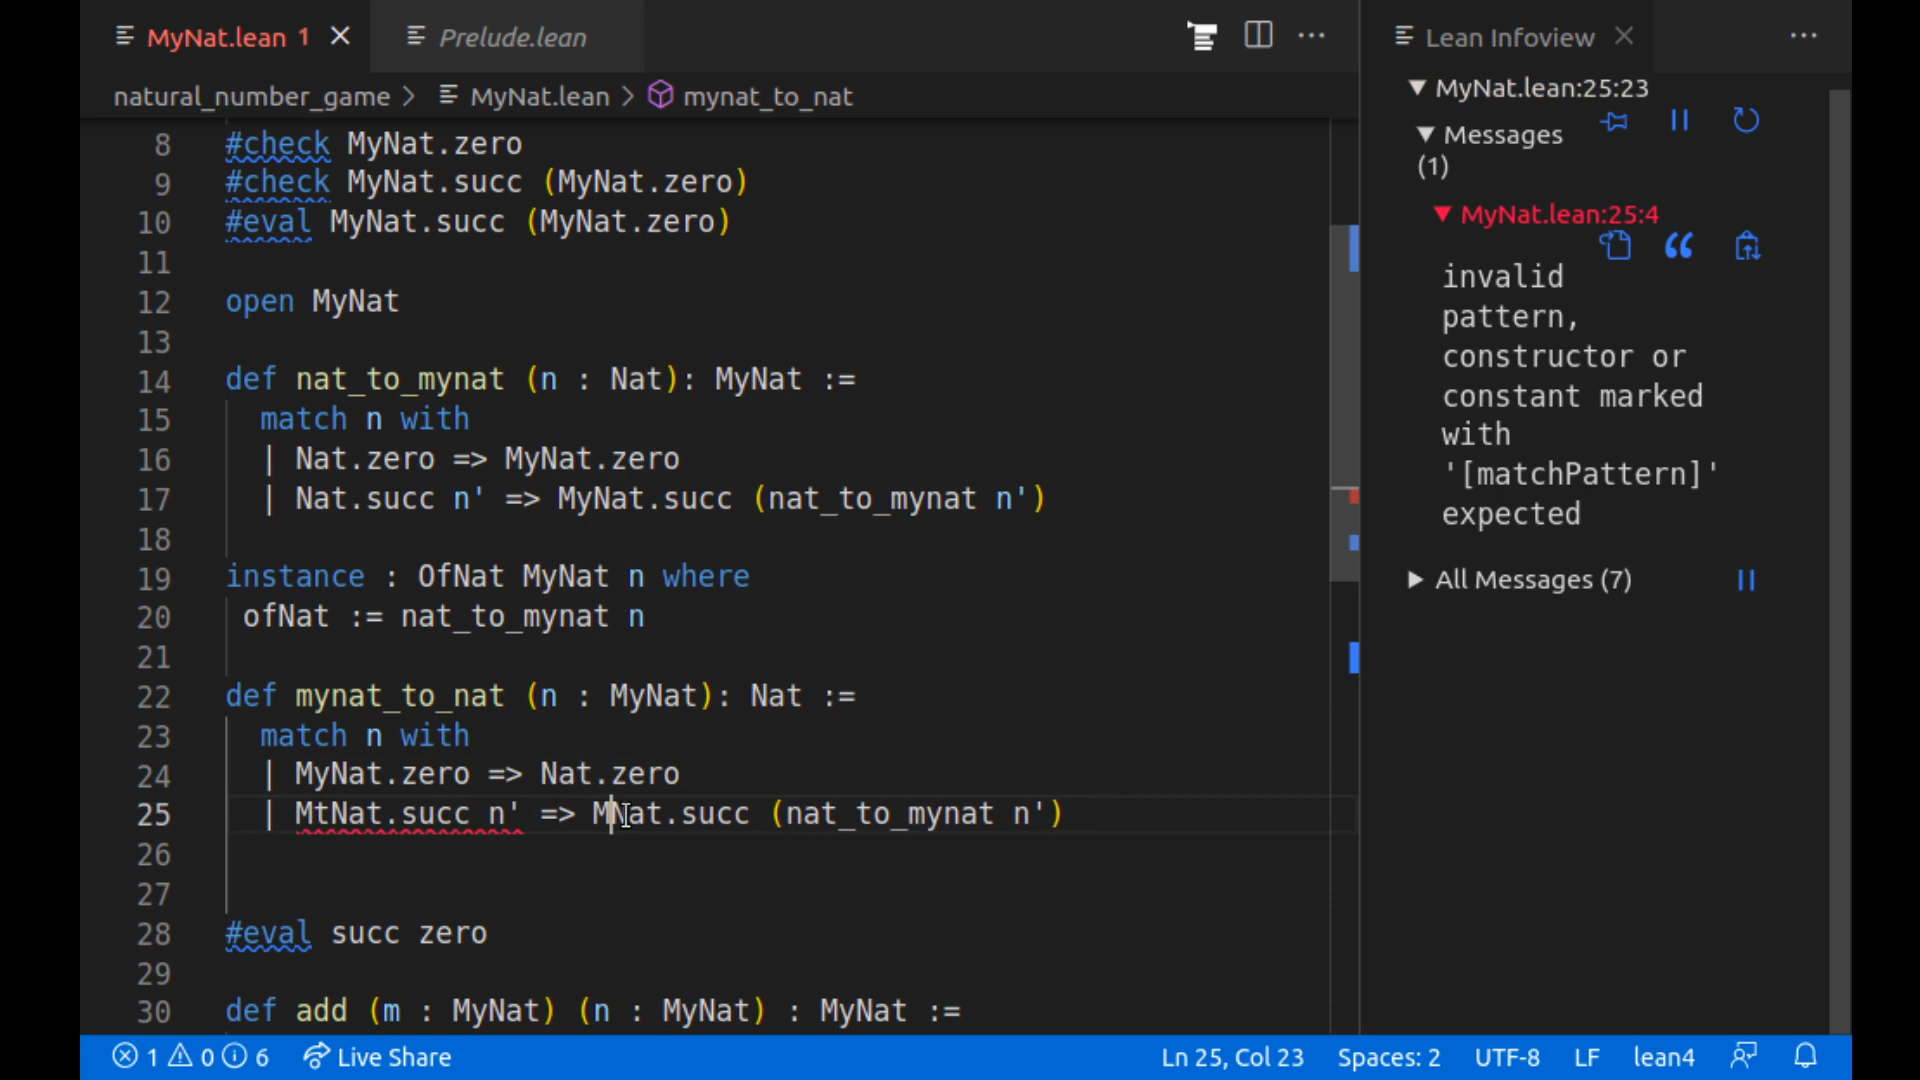 MyNat.lean 1
Prelude.lean
natural_number_game > MyNat.lean > mynat_to_nat
8 #check MyNat.zero
9 #check MyNat.succ (MyNat.zero)
10 #eval MyNat.succ (MyNat.zero)
11
12 open MyNat
13
14 def nat_to_mynat (n : Nat): MyNat :=
15 match n with
16 | Nat.zero => MyNat.zero
17 | Nat.succ n' => MyNat.succ (nat_to_mynat n')
18
19 instance : OfNat MyNat n where
20 ofNat := nat_to_mynat n
21
22 def mynat_to_nat (n : MyNat): Nat :=
23 match n with
24 | MyNat.zero => Nat.zero
25 | MtNat.succ n' => MNat.succ (nat_to_mynat n')
26
27
28 #eval succ zero
29
30 def add (m : MyNat) (n : MyNat) : MyNat :=
Lean Infoview
MyNat.lean:25:23
Messages
(1)
MyNat.lean:25:4
invalid
pattern,
constructor or
constant marked
with
'[matchPattern]'
expected
All Messages (7)
1 0 6 Live Share
Ln 25, Col 23 Spaces: 2 UTF-8 LF lean4